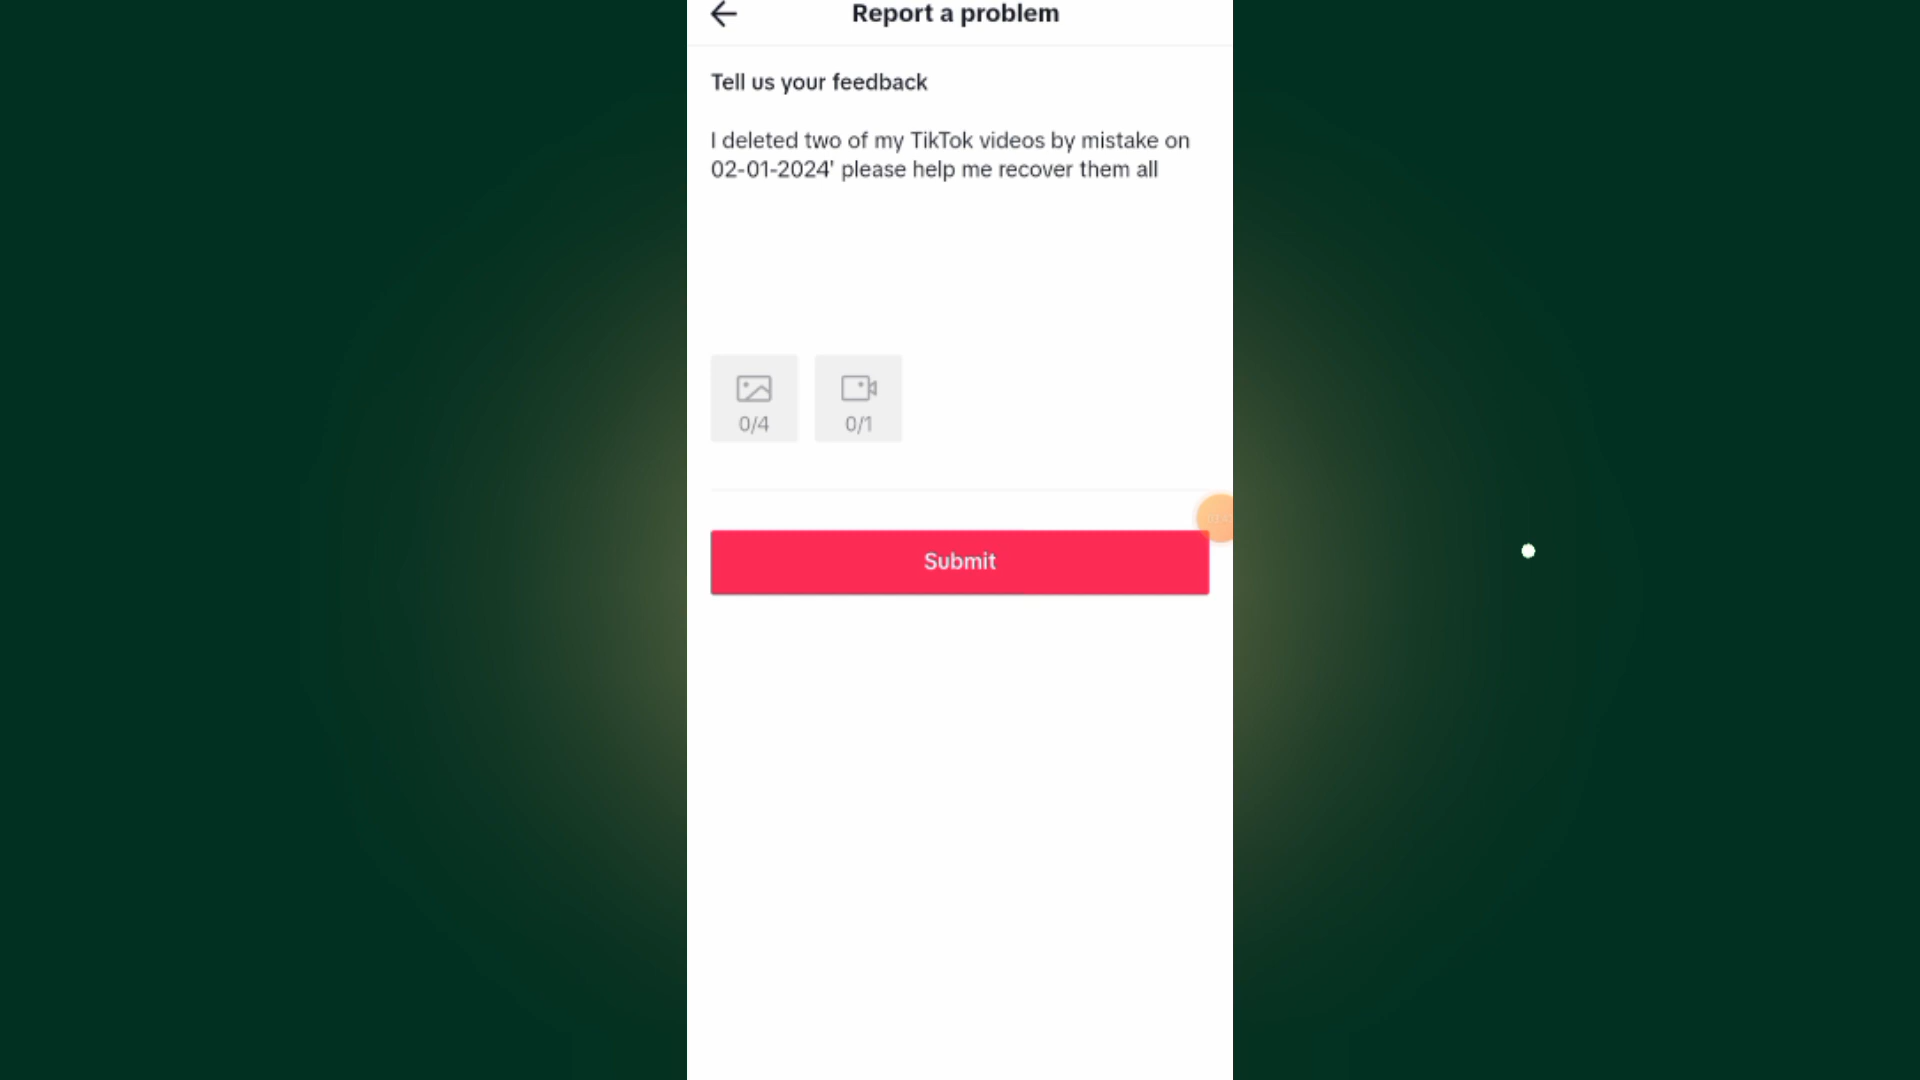 Report a problem
Tell us your feedback
I deleted two of my TikTok videos by mistake on
02-01-2024' please help me recover them all
0/4
0/1
Submit